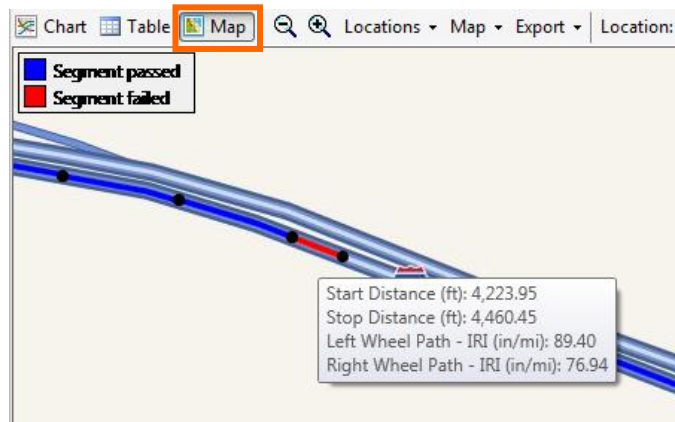 Chart Table Map Locations Map Export Location:
Segment passed
Segment failed
Start Distance (ft): 4,223.95
Stop Distance (ft): 4,460.45
Left Wheel Path - IRI (in/mi): 89.40
Right Wheel Path - IRI (in/mi): 76.94